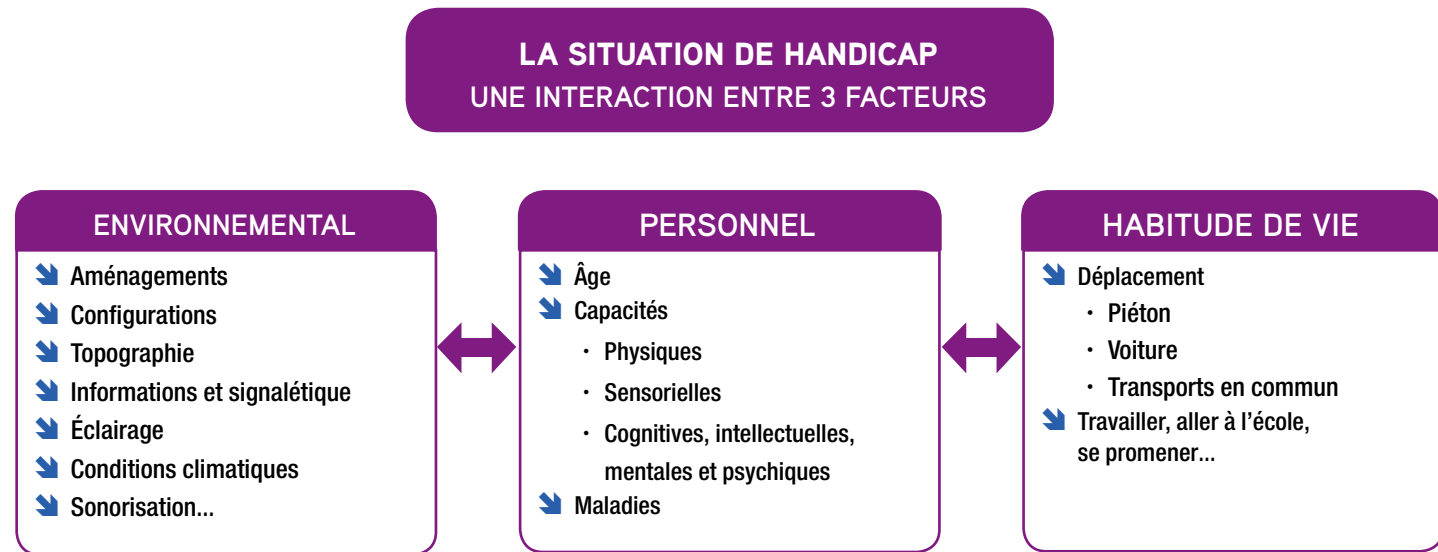 LA SITUATION DE HANDICAP
UNE INTERACTION ENTRE 3 FACTEURS
ENVIRONNEMENTAL
Aménagements
Configurations
Topographie
Informations et signalétique
Éclairage
Conditions climatiques
Sonorisation...
PERSONNEL
Âge
Capacités
• Physiques
• Sensorielles
• Cognitives, intellectuelles,
mentales et psychiques
Maladies
HABITUDE DE VIE
Déplacement
• Piéton
• Voiture
• Transports en commun
Travailler, aller à l’école,
se promener...